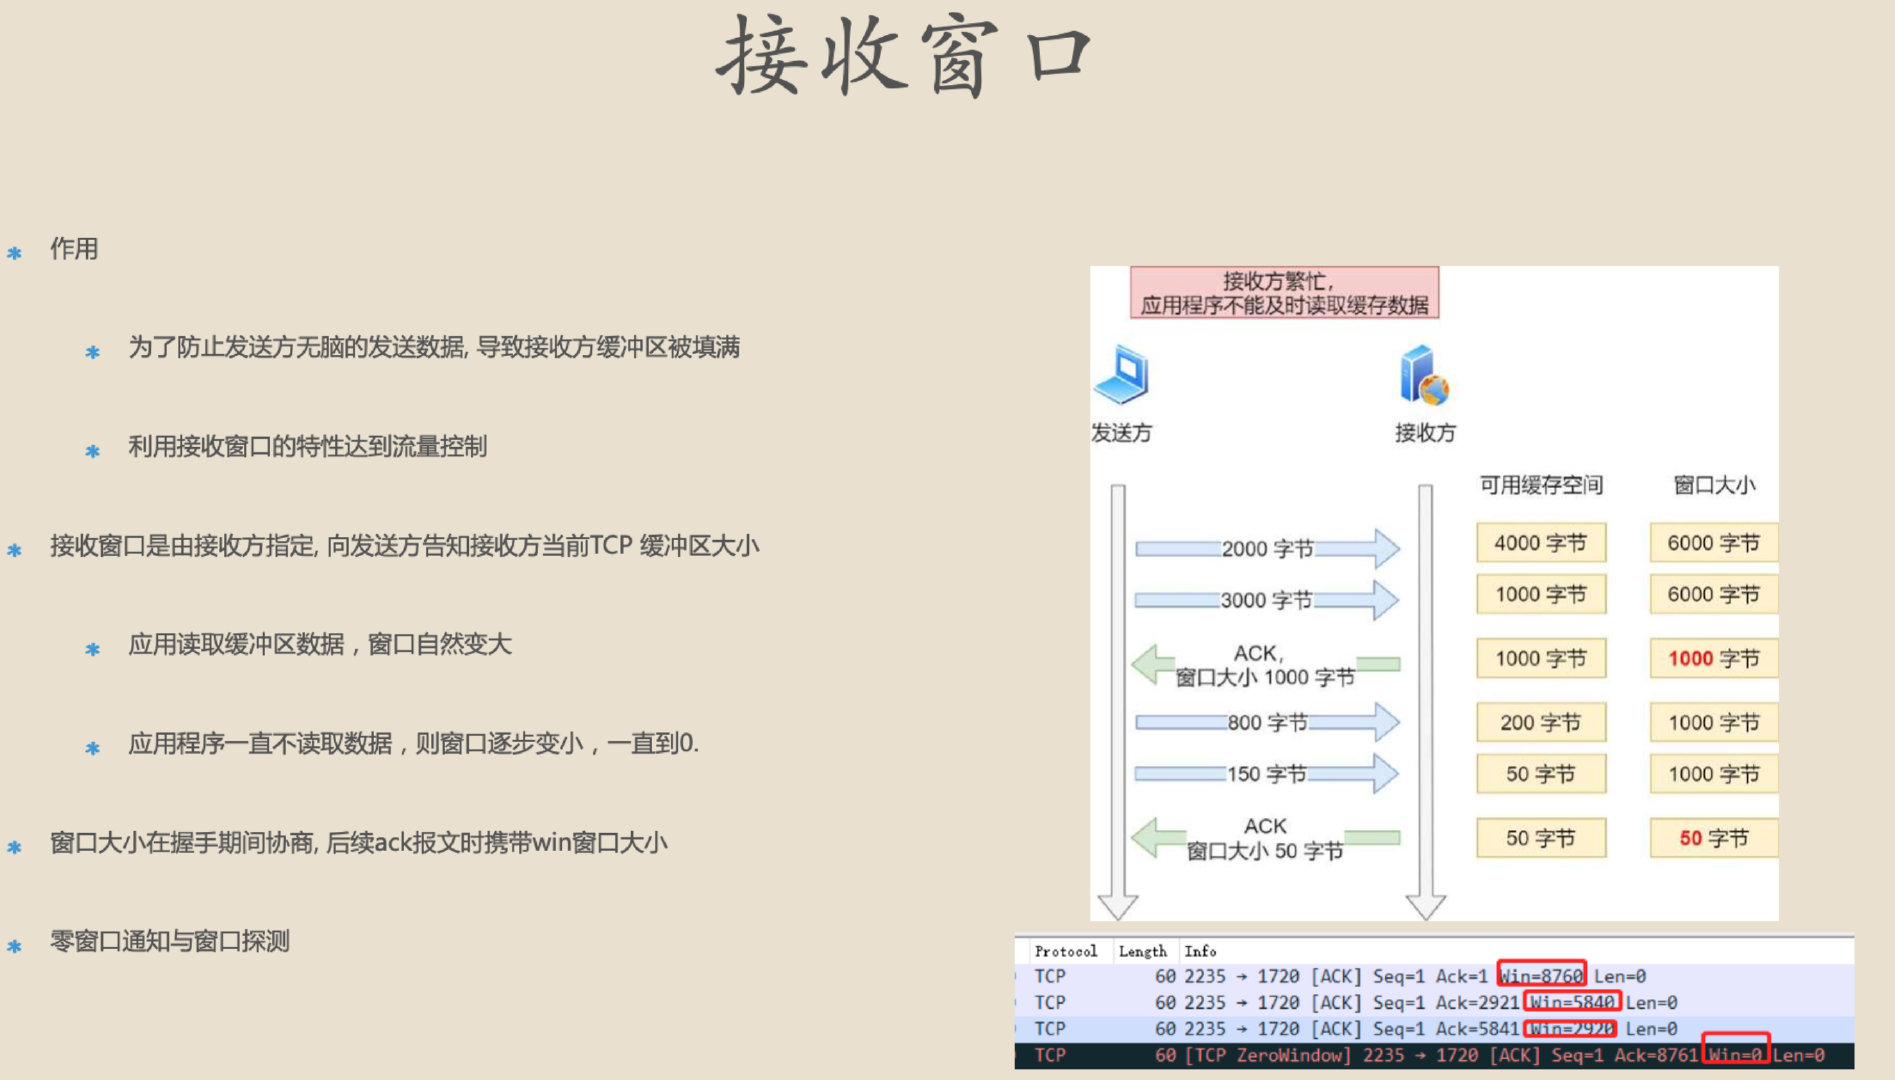 接收窗口
作用
为了防止发送方无脑的发送数据, 导致接收方缓冲区被填满
利用接收窗口的特性达到流量控制
接收窗口是由接收方指定, 向发送方告知接收方当前TCP 缓冲区大小
应用读取缓冲区数据，窗口自然变大
应用程序一直不读取数据，则窗口逐步变小，一直到0.
窗口大小在握手期间协商, 后续ack报文时携带win窗口大小
零窗口通知与窗口探测
接收方繁忙，
应用程序不能及时读取缓存数据
发送方 接收方
可用缓存空间 窗口大小
2000 字节 4000 字节 6000 字节
3000 字节 1000 字节 6000 字节
ACK，
窗口大小 1000 字节 1000 字节 1000 字节
800 字节 200 字节 1000 字节
150 字节 50 字节 1000 字节
ACK
窗口大小 50 字节 50 字节 50 字节
Protocol Length Info
TCP 60 2235 → 1720 [ACK] Seq=1 Ack=1 Win=8760 Len=0
TCP 60 2235 → 1720 [ACK] Seq=1 Ack=2921 Win=5840 Len=0
TCP 60 2235 → 1720 [ACK] Seq=1 Ack=5841 Win=2920 Len=0
TCP 60 [TCP ZeroWindow] 2235 → 1720 [ACK] Seq=1 Ack=8761 Win=0 Len=0